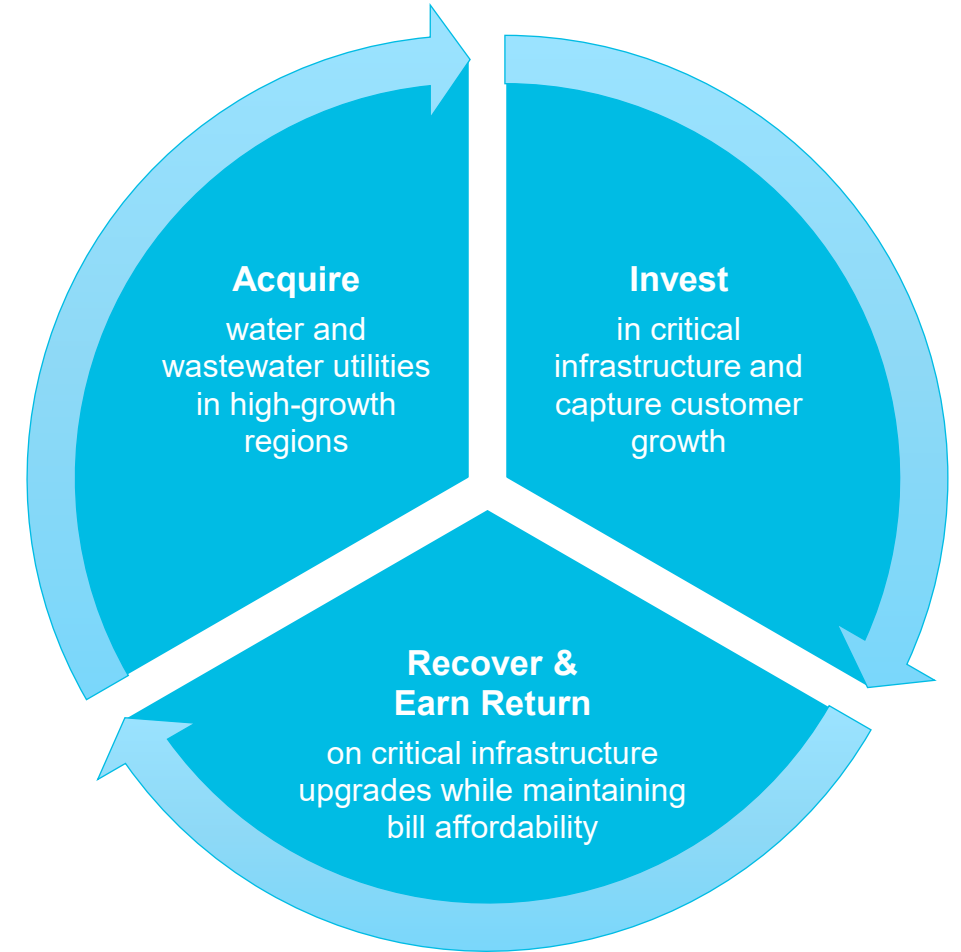 Acquire
water and
wastewater utilities
in high-growth
regions
Invest
in critical
infrastructure and
capture customer
growth
Recover &
Earn Return
on critical infrastructure
upgrades while maintaining
bill affordability